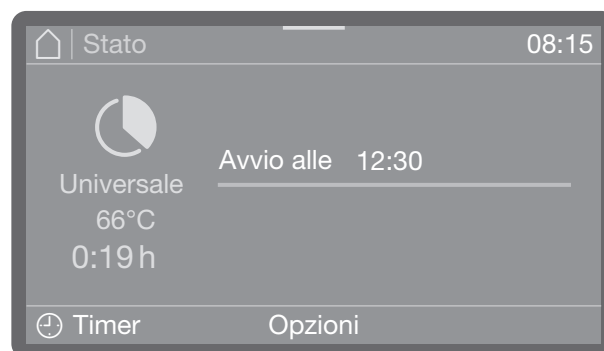 Stato 08:15
Avvio alle 12:30
Universale
66°C
0:19 h
Timer Opzioni